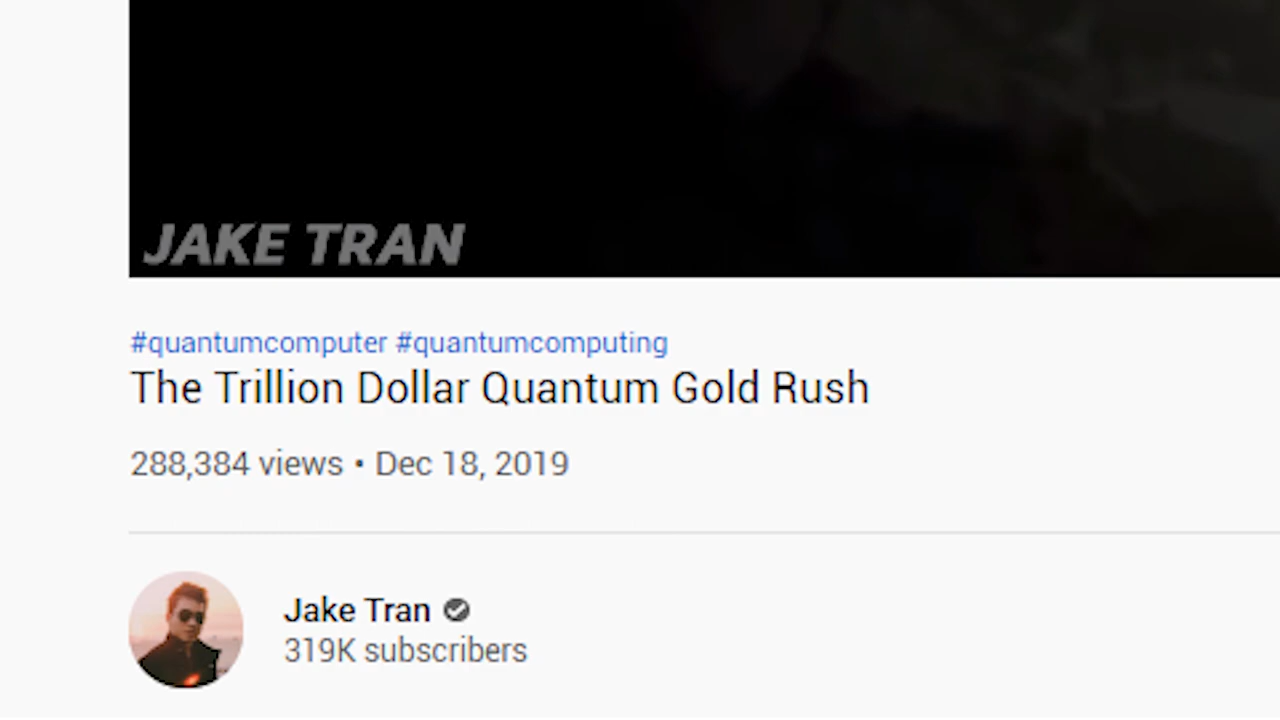 JAKE TRAN
#quantumcomputer #quantumcomputing
The Trillion Dollar Quantum Gold Rush
288,384 views • Dec 18, 2019
Jake Tran
319K subscribers